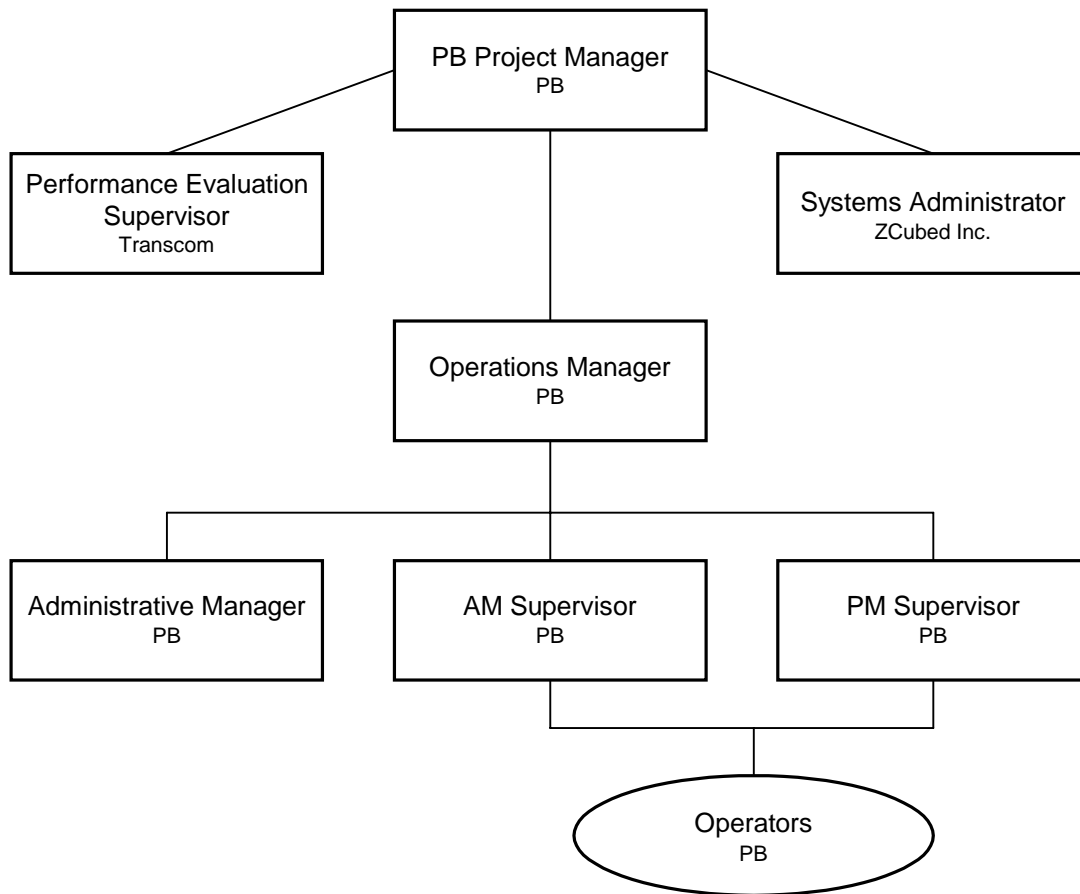 PB Project Manager
PB
Performance Evaluation
Supervisor
Transcom
Systems Administrator
ZCubed Inc.
Operations Manager
PB
Administrative Manager
PB
AM Supervisor
PB
PM Supervisor
PB
Operators
PB